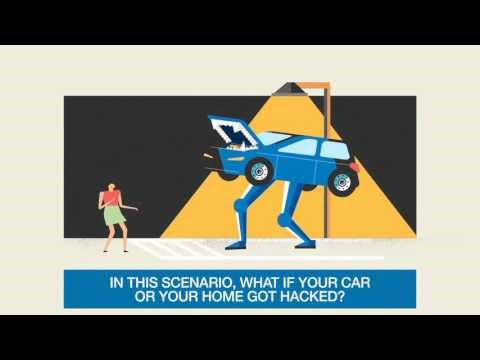 IN THIS SCENARIO, WHAT IF YOUR CAR
OR YOUR HOME GOT HACKED?